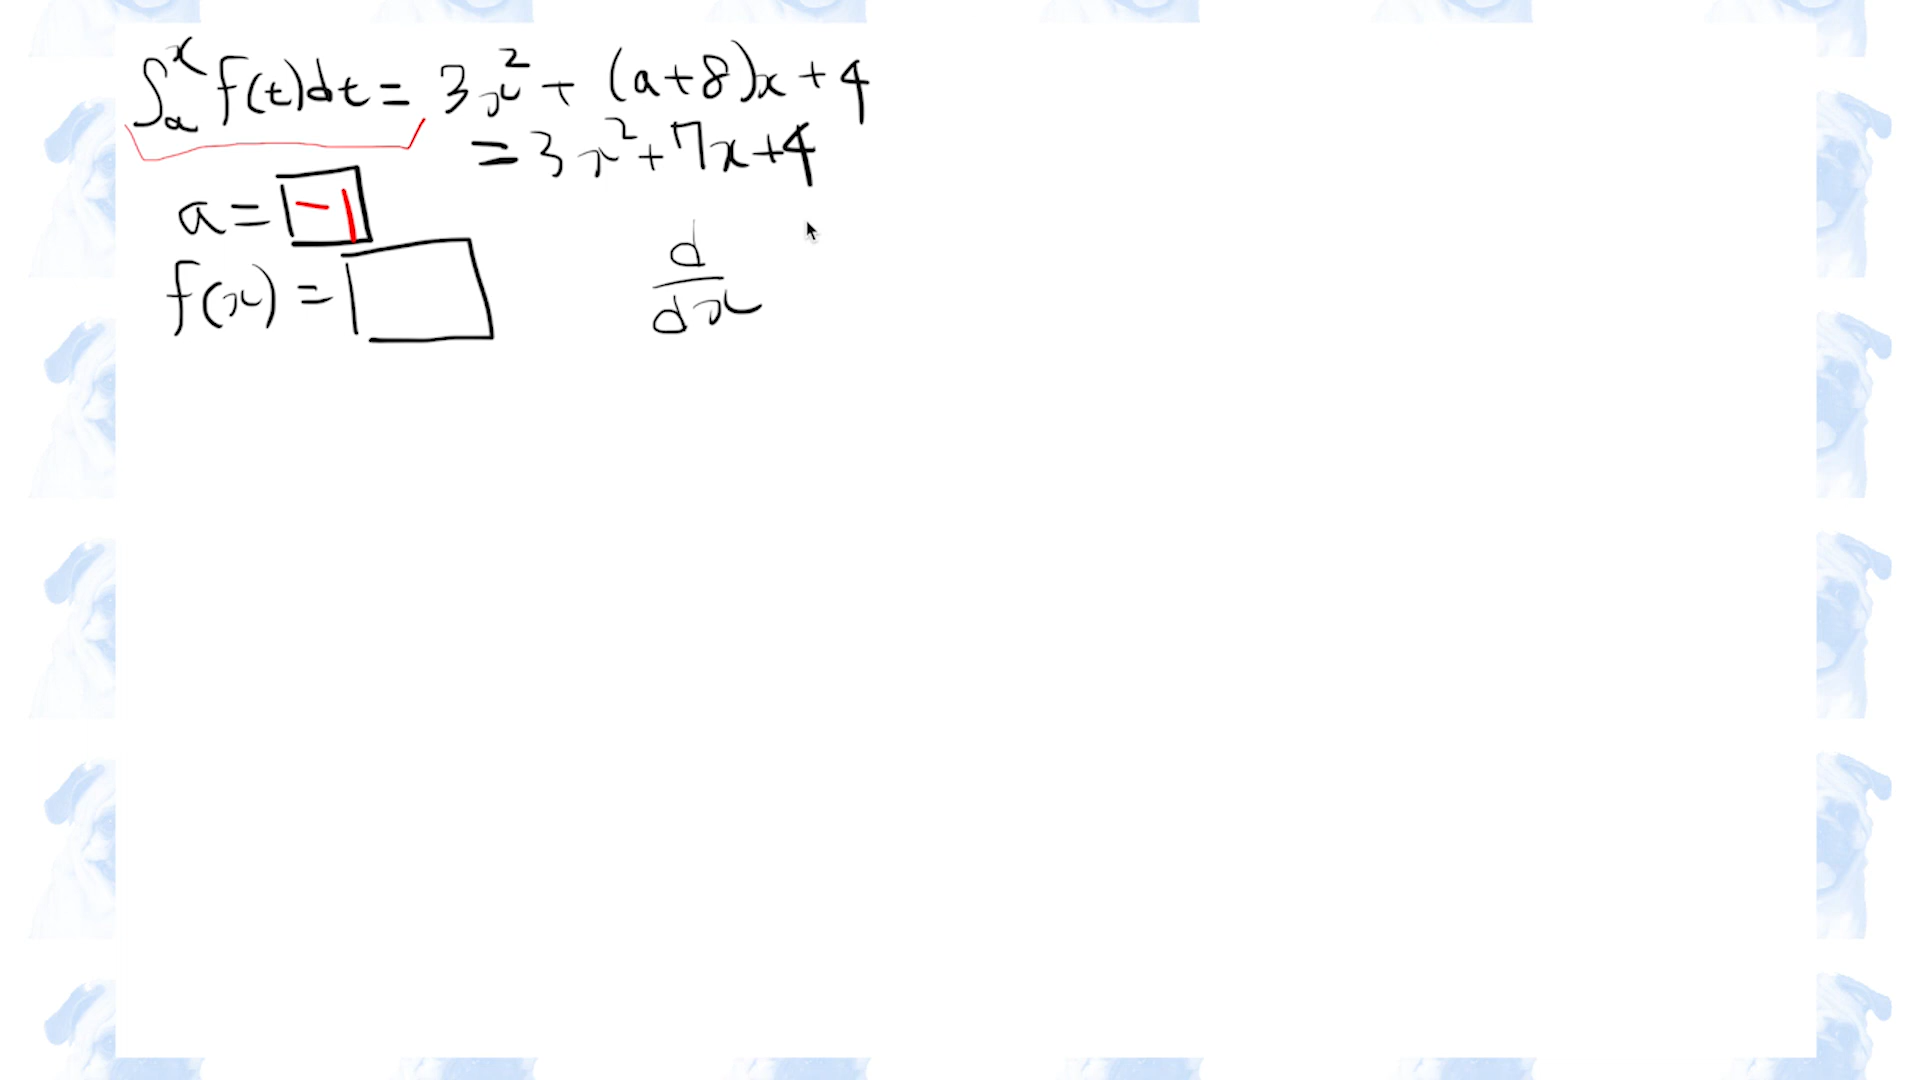 ∫ₐˣ f(t)dt = 3x² + (a+8)x + 4
= 3x² + 7x + 4
a = -1
f(x) =
d/dx